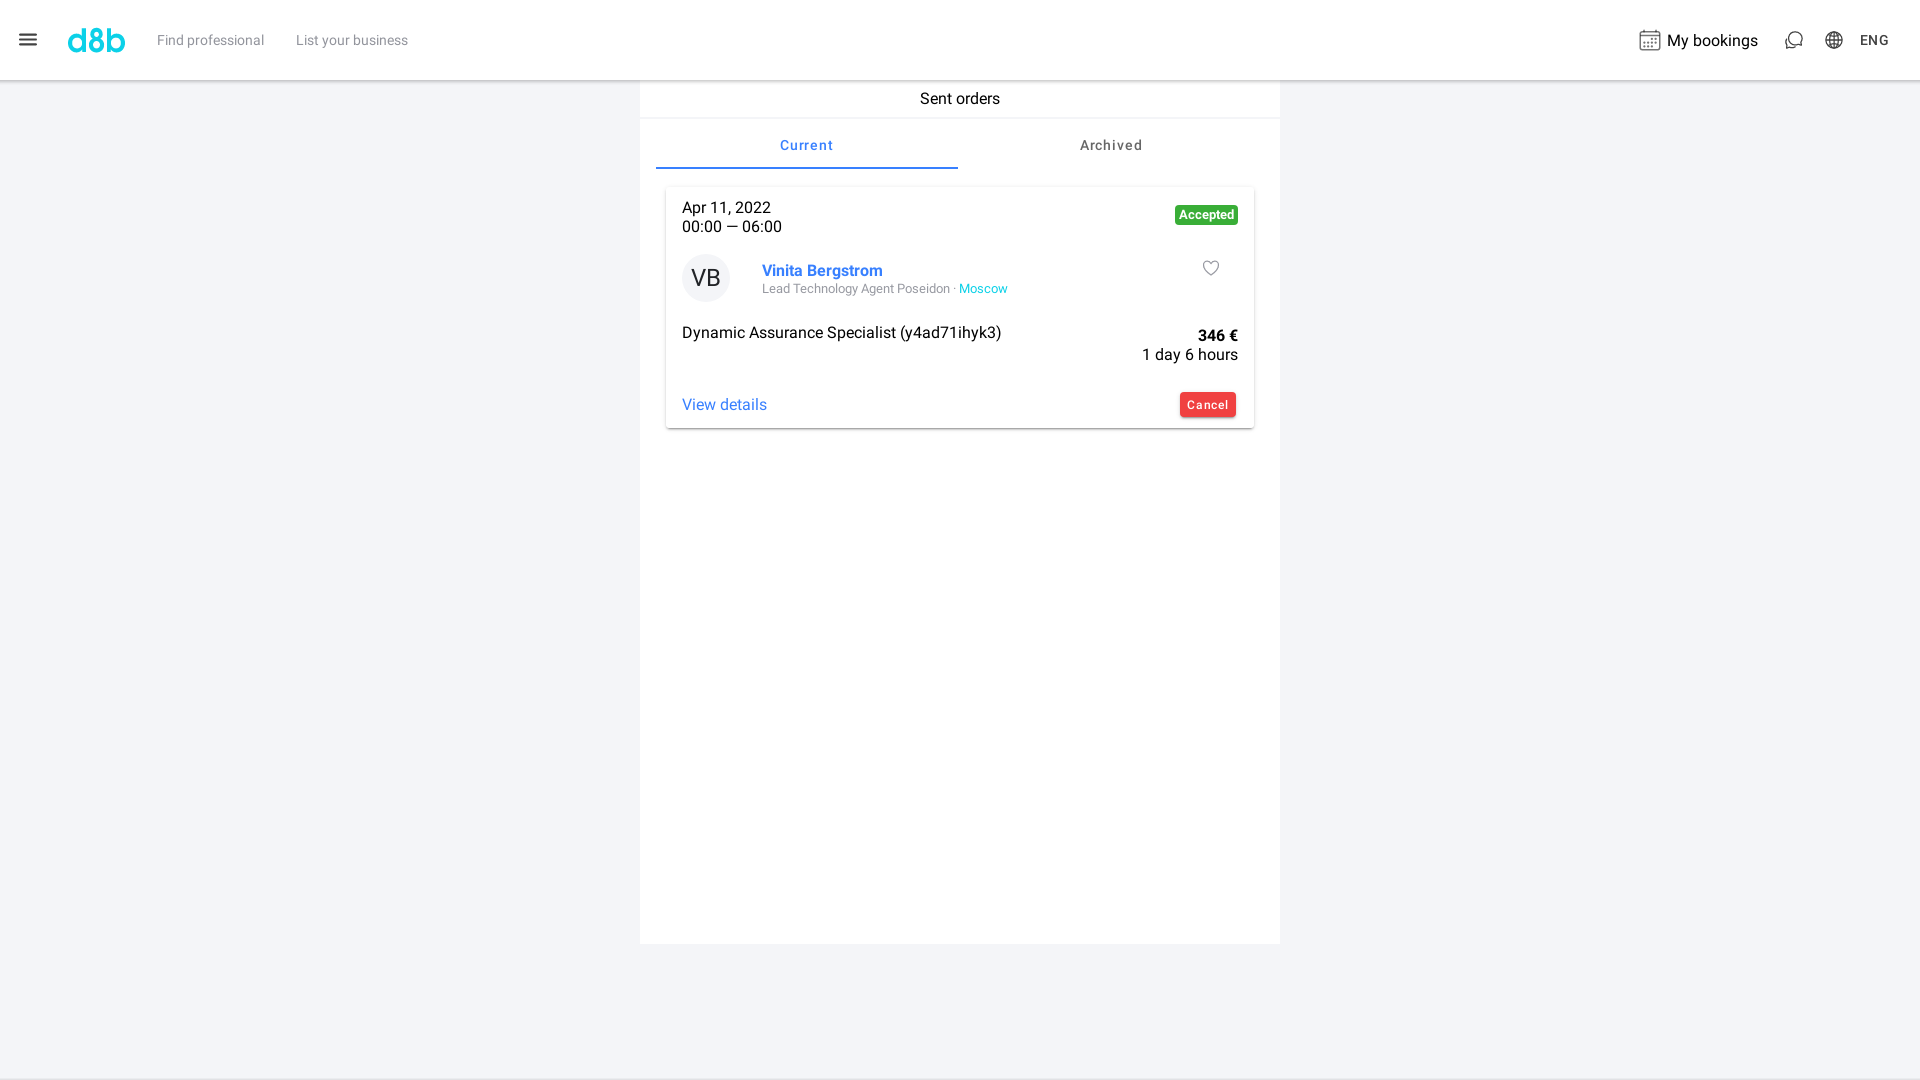 d8b
Find professional
List your business
My bookings
ENG
Sent orders
Current
Archived
Apr 11, 2022
00:00 — 06:00
Accepted
VB
Vinita Bergstrom
Lead Technology Agent Poseidon · Moscow
Dynamic Assurance Specialist (y4ad71ihyk3)
346 €
1 day 6 hours
View details
Cancel